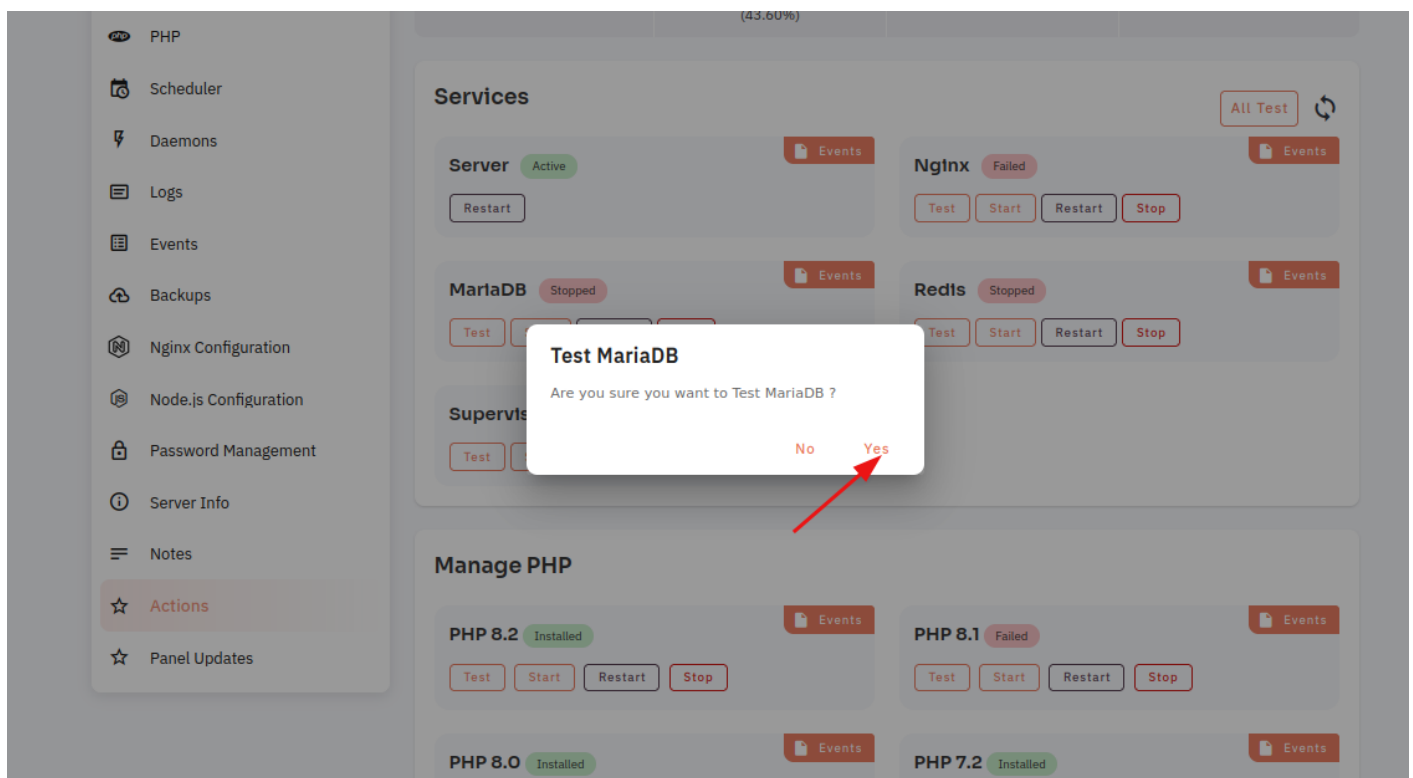 (43.60%)
PHP
Scheduler
Daemons
Logs
Events
Backups
Nginx Configuration
Node.js Configuration
Password Management
Server Info
Notes
Actions
Panel Updates
Services
All Test
Server Active Events
Restart
Nginx Failed Events
Test Start Restart Stop
MariaDB Stopped Events
Test
Redis Stopped Events
Test Start Restart Stop
Supervis
Test
Test MariaDB
Are you sure you want to Test MariaDB ?
No Yes
Manage PHP
PHP 8.2 Installed Events
Test Start Restart Stop
PHP 8.1 Failed Events
Test Start Restart Stop
PHP 8.0 Installed Events
PHP 7.2 Installed Events